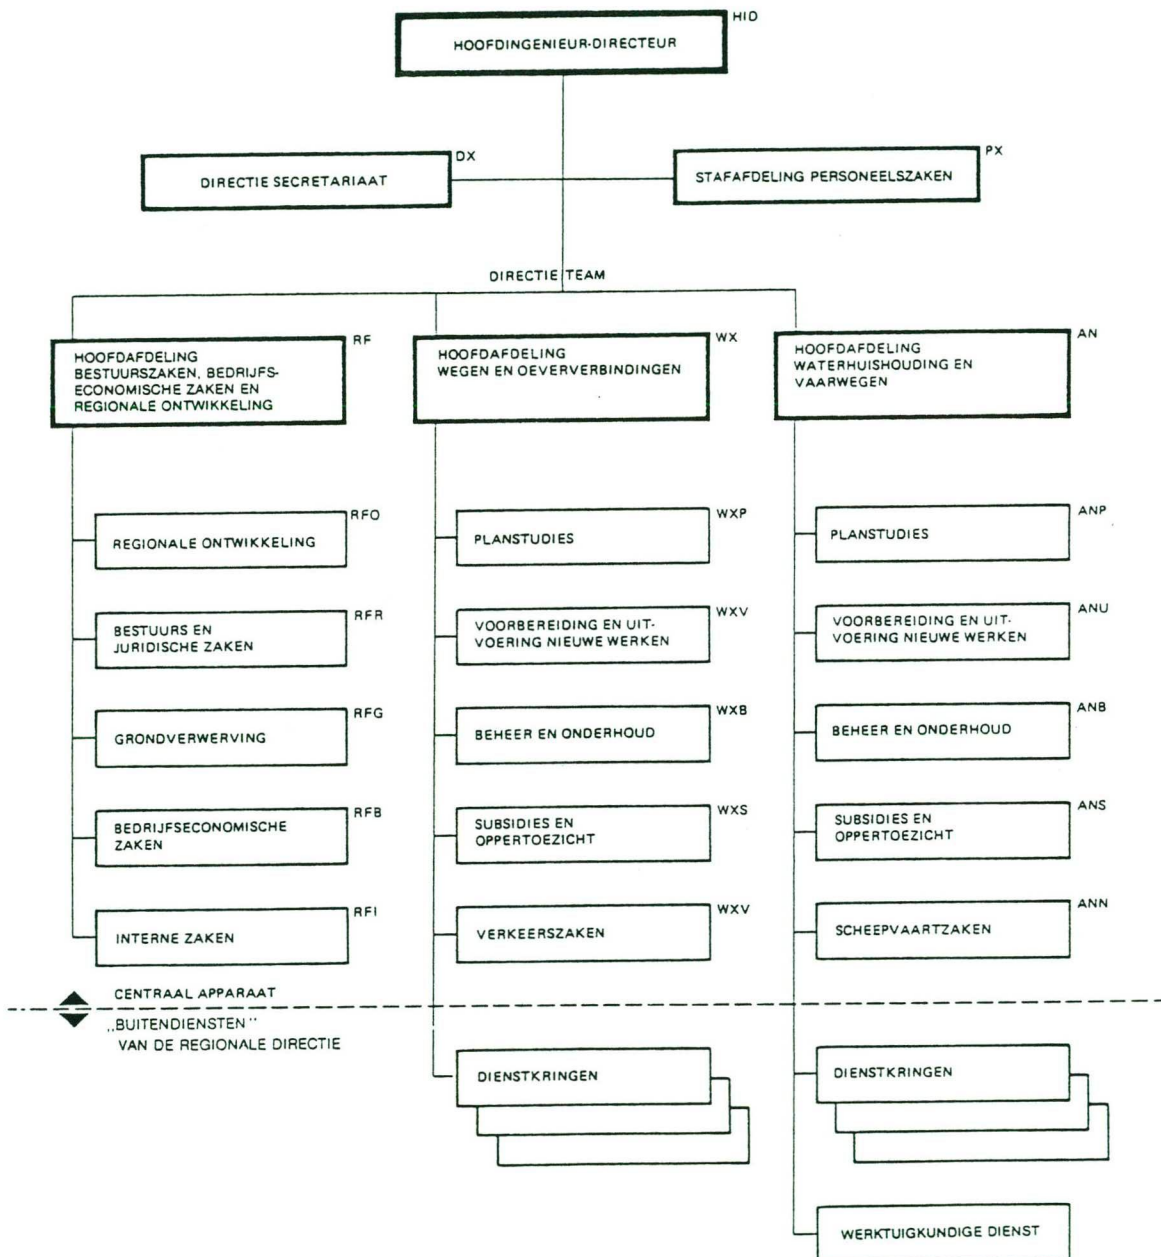 HID
HOOFDINGENIEUR-DIRECTEUR
DX
DIRECTIE SECRETARIAAT
PX
STAFAFDELING PERSONEELSZAKEN
DIRECTIE TEAM
RF
HOOFDAFDELING
BESTUURSZAKEN, BEDRIJFS-
ECONOMISCHE ZAKEN EN
REGIONALE ONTWIKKELING
WX
HOOFDAFDELING
WEGEN EN OEVERVERBINDINGEN
AN
HOOFDAFDELING
WATERHUISHOUDING EN
VAARWEGEN
RFO
REGIONALE ONTWIKKELING
WXP
PLANSTUDIES
ANP
PLANSTUDIES
RFR
BESTUURS EN
JURIDISCHE ZAKEN
WXV
VOORBEREIDING EN UIT-
VOERING NIEUWE WERKEN
ANU
VOORBEREIDING EN UIT-
VOERING NIEUWE WERKEN
RFG
GRONDVERWERVING
WXB
BEHEER EN ONDERHOUD
ANB
BEHEER EN ONDERHOUD
RFB
BEDRIJFSECONOMISCHE
ZAKEN
WXS
SUBSIDIES EN
OPPERTOEZICHT
ANS
SUBSIDIES EN
OPPERTOEZICHT
RFI
INTERNE ZAKEN
WXV
VERKEERSZAKEN
ANN
SCHEEPVAARTZAKEN
CENTRAAL APPARAAT
,,BUITENDIENSTEN''
VAN DE REGIONALE DIRECTIE
DIENSTKRINGEN
DIENSTKRINGEN
WERKTUIGKUNDIGE DIENST